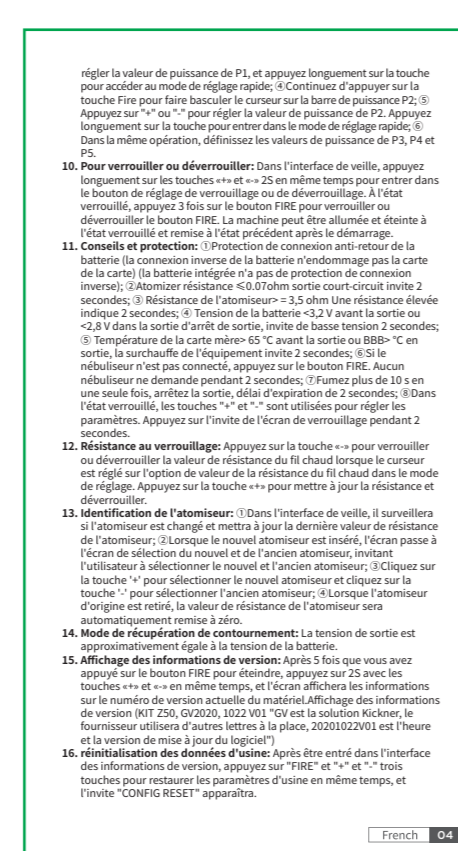 régler la valeur de puissance de P1, et appuyez longuement sur la touche
pour accéder au mode de réglage rapide; ④Continuez d'appuyer sur la
touche Fire pour faire basculer le curseur sur la barre de puissance P2; ⑤
Appuyez sur "+" ou "-" pour régler la valeur de puissance de P2. Appuyez
longuement sur la touche pour entrer dans le mode de réglage rapide; ⑥
Dans la même opération, définissez les valeurs de puissance de P3, P4 et
P5.
10. Pour verrouiller ou déverrouiller: Dans l'interface de veille, appuyez
longuement sur les touches «+» et «-» 2S en même temps pour entrer dans
le bouton de réglage de verrouillage ou de déverrouillage. À l'état
verrouillé, appuyez 3 fois sur le bouton FIRE pour verrouiller ou
déverrouiller le bouton FIRE. La machine peut être allumée et éteinte à
l'état verrouillé et remise à l'état précédent après le démarrage.
11. Conseils et protection: ①Protection de connexion anti-retour de la
batterie (la connexion inverse de la batterie n'endommage pas la carte
de la carte) (la batterie intégrée n'a pas de protection de connexion
inverse); ②Atomizer résistance ≤0.07ohm sortie court-circuit invite 2
secondes; ③ Résistance de l'atomiseur> = 3,5 ohm Une résistance élevée
indique 2 secondes; ④ Tension de la batterie <3,2 V avant la sortie ou
<2,8 V dans la sortie d'arrêt de sortie, invite de basse tension 2 secondes;
⑤ Température de la carte mère> 65 °C avant la sortie ou BBB> °C en
sortie, la surchauffe de l'équipement invite 2 secondes; ⑥Si le
nébuliseur n'est pas connecté, appuyez sur le bouton FIRE. Aucun
nébuliseur ne demande pendant 2 secondes; ⑦Fumez plus de 10 s en
une seule fois, arrêtez la sortie, délai d'expiration de 2 secondes; ⑧Dans
l'état verrouillé, les touches "+" et "-" sont utilisées pour régler les
paramètres. Appuyez sur l'invite de l'écran de verrouillage pendant 2
secondes.
12. Résistance au verrouillage: Appuyez sur la touche «-» pour verrouiller
ou déverrouiller la valeur de résistance du fil chaud lorsque le curseur
est réglé sur l'option de valeur de la résistance du fil chaud dans le mode
de réglage. Appuyez sur la touche «+» pour mettre à jour la résistance et
déverrouiller.
13. Identification de l'atomiseur: ①Dans l'interface de veille, il surveillera
si l'atomiseur est changé et mettra à jour la dernière valeur de résistance
de l'atomiseur; ②Lorsque le nouvel atomiseur est inséré, l'écran passe à
l'écran de sélection du nouvel et de l'ancien atomiseur, invitant
l'utilisateur à sélectionner le nouvel et l'ancien atomiseur; ③Cliquez sur
la touche '+' pour sélectionner le nouvel atomiseur et cliquez sur la
touche '-' pour sélectionner l'ancien atomiseur; ④Lorsque l'atomiseur
d'origine est retiré, la valeur de résistance de l'atomiseur sera
automatiquement remise à zéro.
14. Mode de récupération de contournement: La tension de sortie est
approximativement égale à la tension de la batterie.
15. Affichage des informations de version: Après 5 fois que vous avez
appuyé sur le bouton FIRE pour éteindre, appuyez sur 2S avec les
touches «+» et «-» en même temps, et l'écran affichera les informations
sur le numéro de version actuelle du matériel.Affichage des informations
de version (KIT Z50, GV2020, 1022 V01 "GV est la solution Kickner, le
fournisseur utilisera d'autres lettres à la place, 20201022V01 est l'heure
et la version de mise à jour du logiciel")
16. réinitialisation des données d'usine: Après être entré dans l'interface
des informations de version, appuyez sur "FIRE" et "+" et "-" trois
touches pour restaurer les paramètres d'usine en même temps, et
l'invite "CONFIG RESET" apparaîtra.
French 04